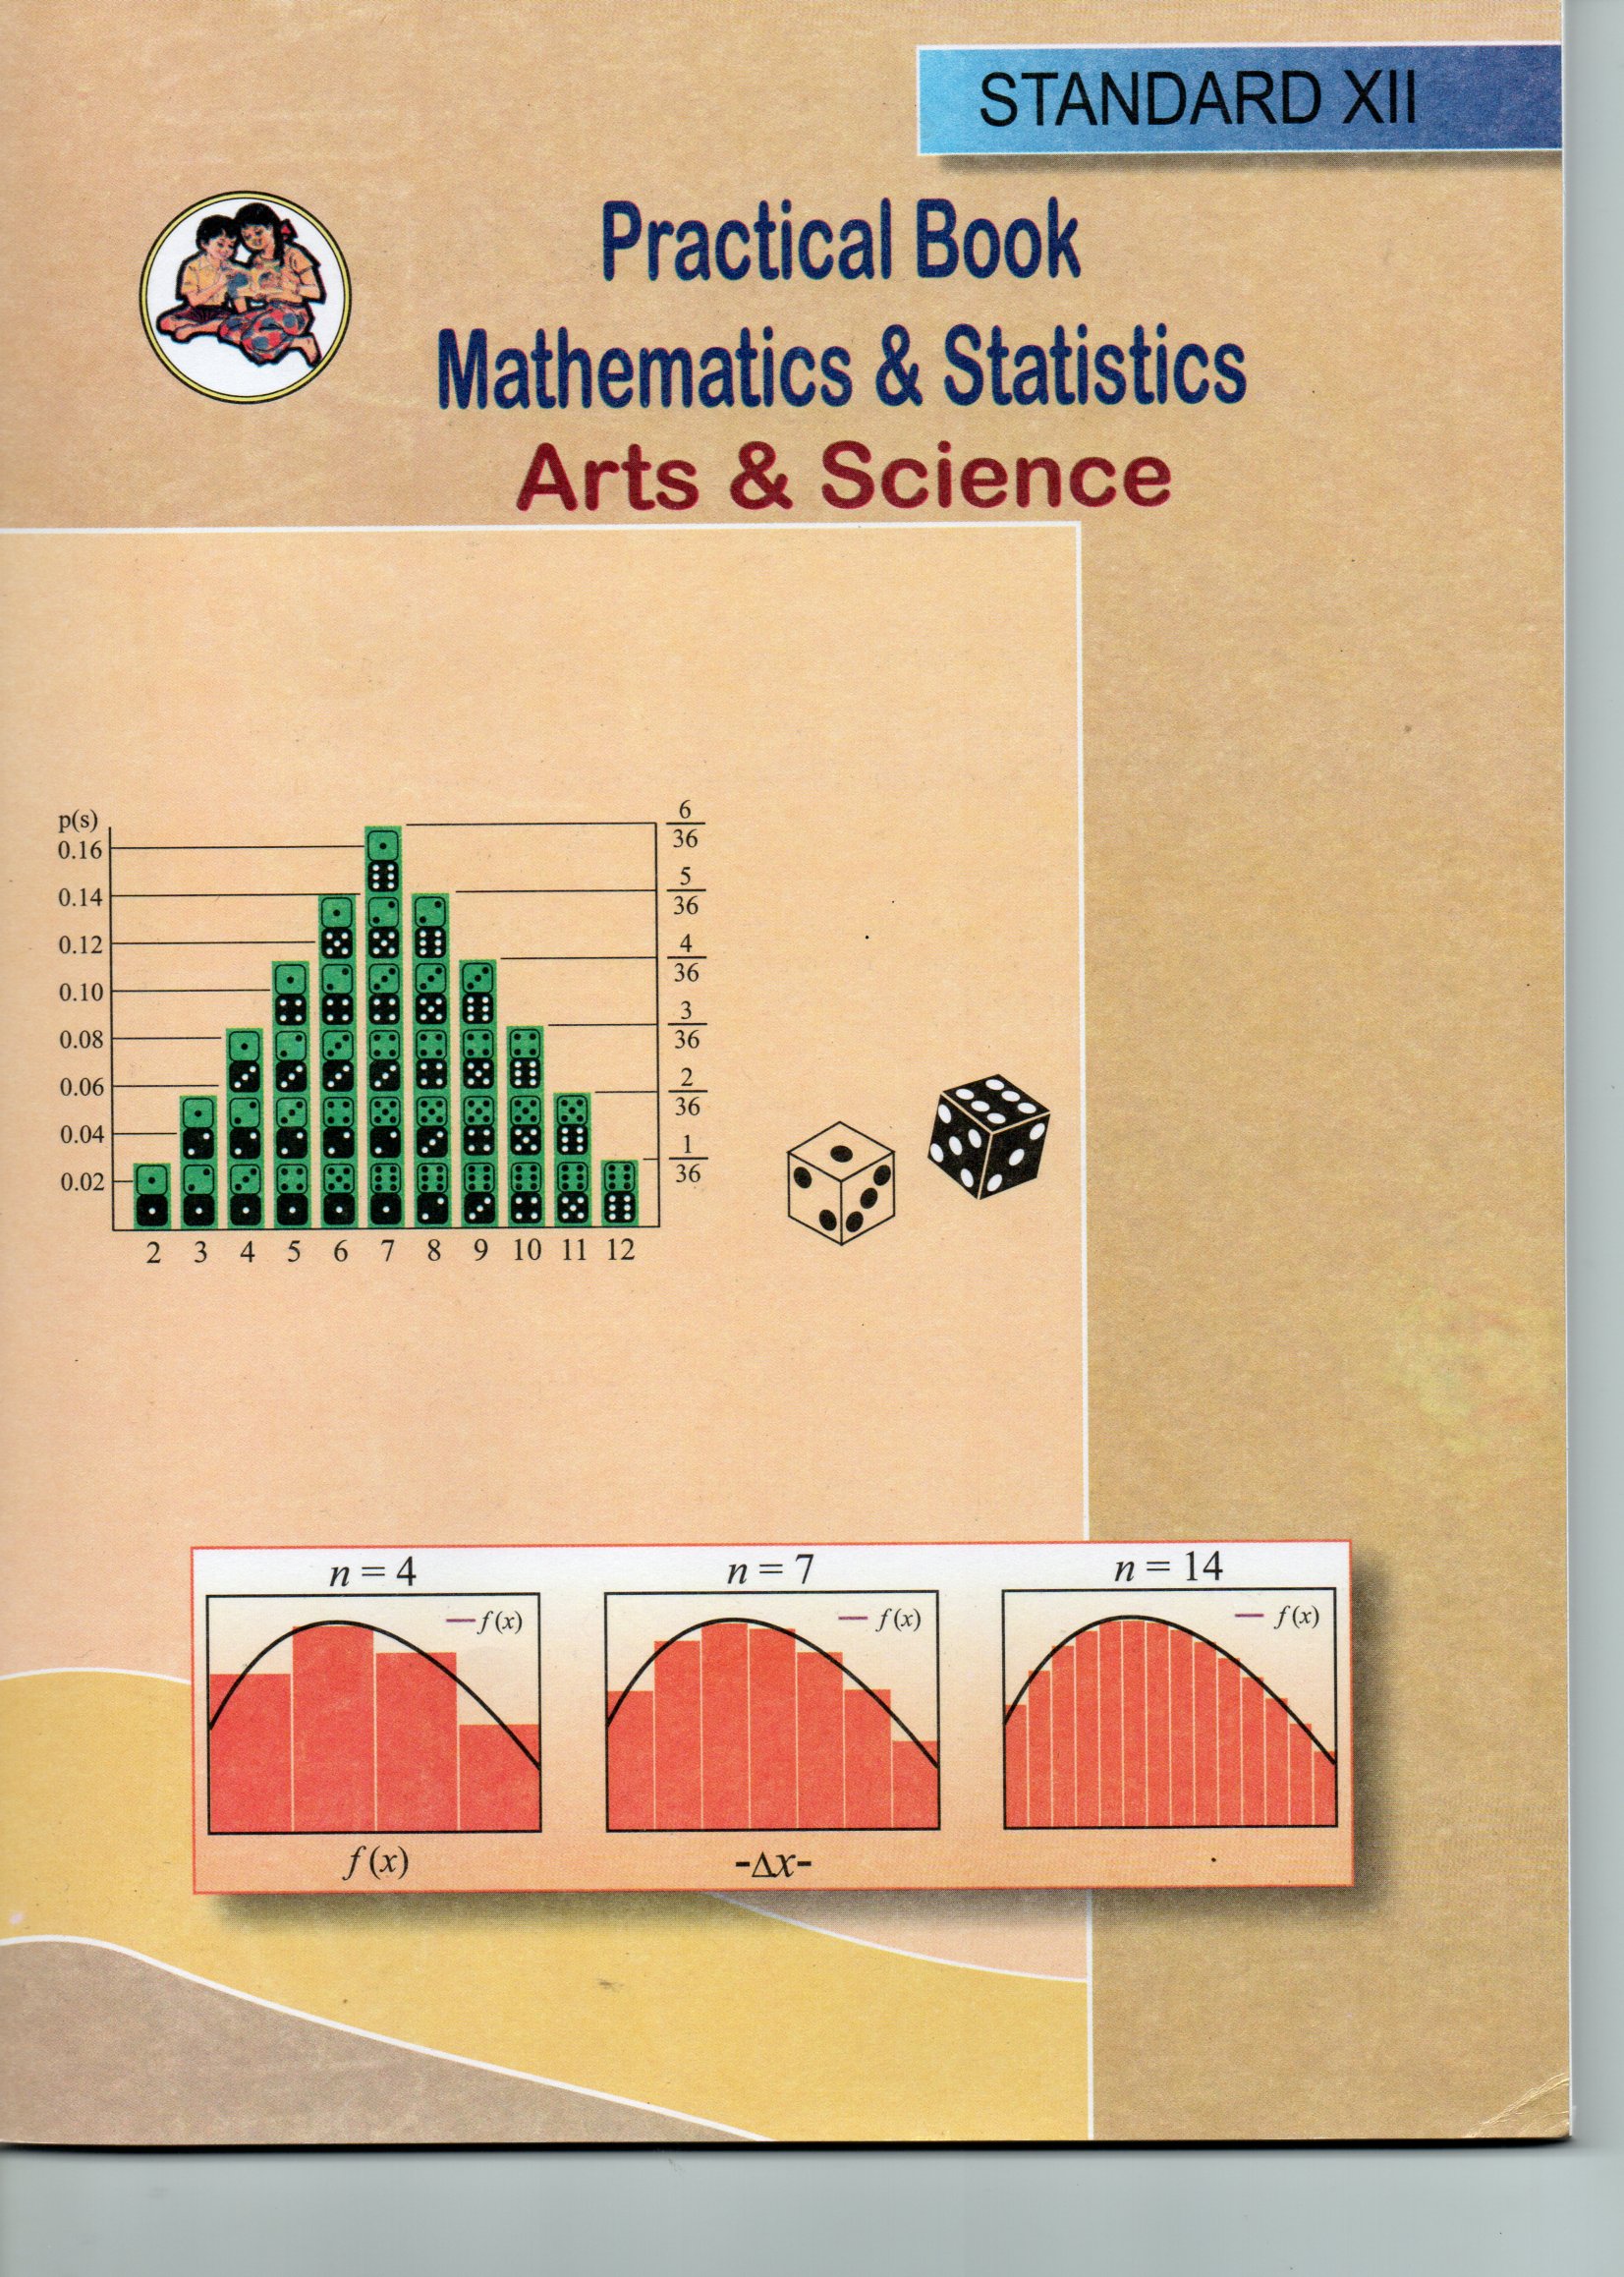 STANDARD XII
Practical Book
Mathematics & Statistics
Arts & Science
p(s)
0.16
0.14
0.12
0.10
0.08
0.06
0.04
0.02
6
36
5
36
4
36
3
36
2
36
1
36
2 3 4 5 6 7 8 9 10 11 12
n = 4
f(x)
f(x)
n = 7
f(x)
-Δx-
n = 14
f(x)